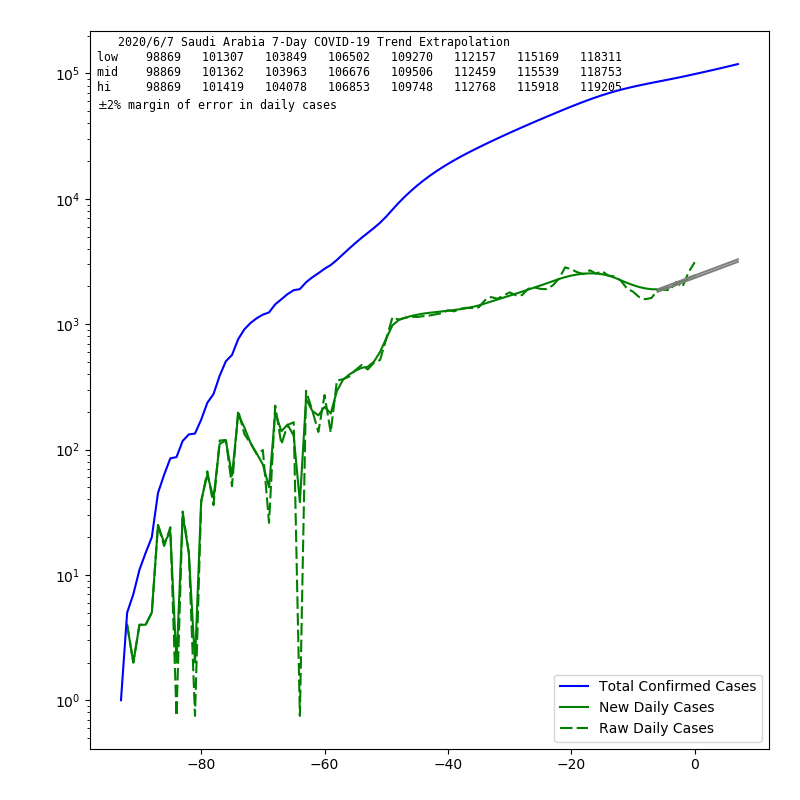 2020/6/7 Saudi Arabia 7-Day COVID-19 Trend Extrapolation
low 98869 101307 103849 106502 109270 112157 115169 118311
mid 98869 101362 103963 106676 109506 112459 115539 118753
hi 98869 101419 104078 106853 109748 112768 115918 119205
±2% margin of error in daily cases
10⁵
10⁴
10³
10²
10¹
10⁰
−80 −60 −40 −20 0
Total Confirmed Cases
New Daily Cases
Raw Daily Cases